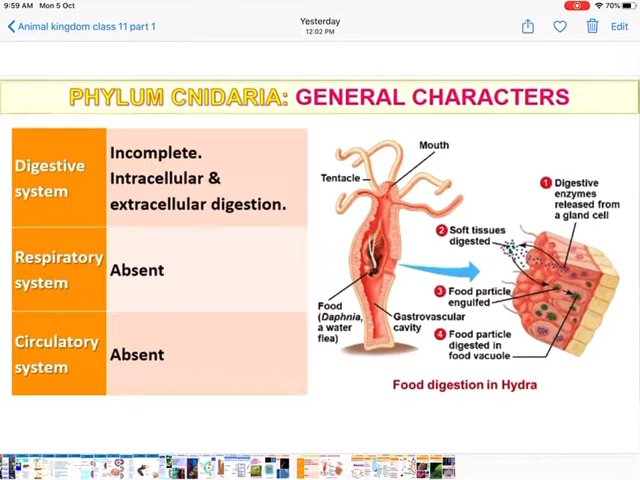 9:59 AM Mon 5 Oct
70%
Animal kingdom class 11 part 1
Yesterday
12:02 PM
Edit
PHYLUM CNIDARIA: GENERAL CHARACTERS
Digestive
system
Incomplete.
Intracellular &
extracellular digestion.
Respiratory
system
Absent
Circulatory
system
Absent
Mouth
Tentacle
Food
(Daphnia,
a water
flea)
Gastrovascular
cavity
1 Digestive
enzymes
released from
a gland cell
2 Soft tissues
digested
3 Food particle
engulfed
4 Food particle
digested in
food vacuole
Food digestion in Hydra